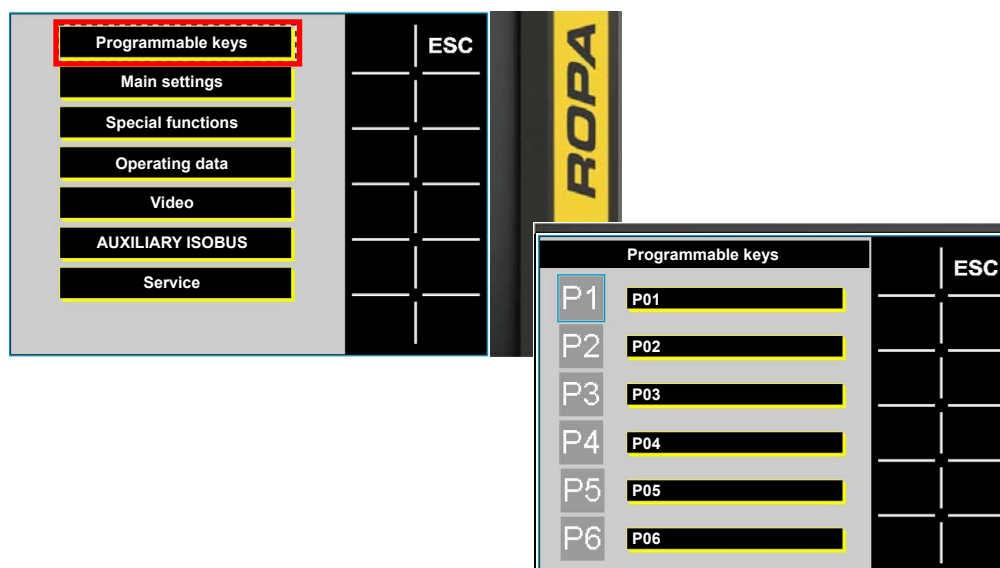 Programmable keys
ESC
Main settings
Special functions
Operating data
Video
AUXILIARY ISOBUS
Service
ROPA
Programmable keys
ESC
P1 P01
P2 P02
P3 P03
P4 P04
P5 P05
P6 P06